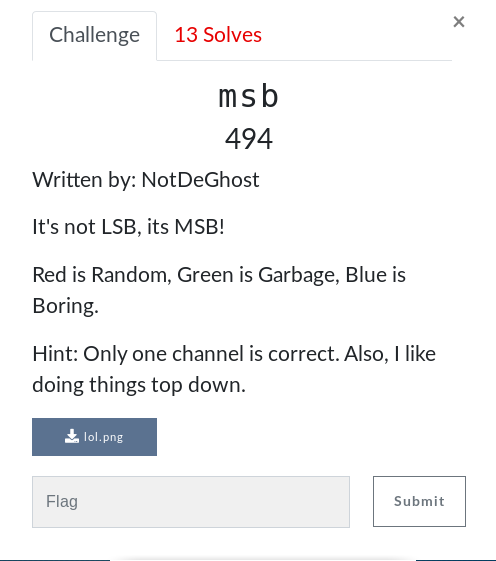 Challenge
13 Solves
×
msb
494
Written by: NotDeGhost
It's not LSB, its MSB!
Red is Random, Green is Garbage, Blue is
Boring.
Hint: Only one channel is correct. Also, I like
doing things top down.
lol.png
Flag
Submit